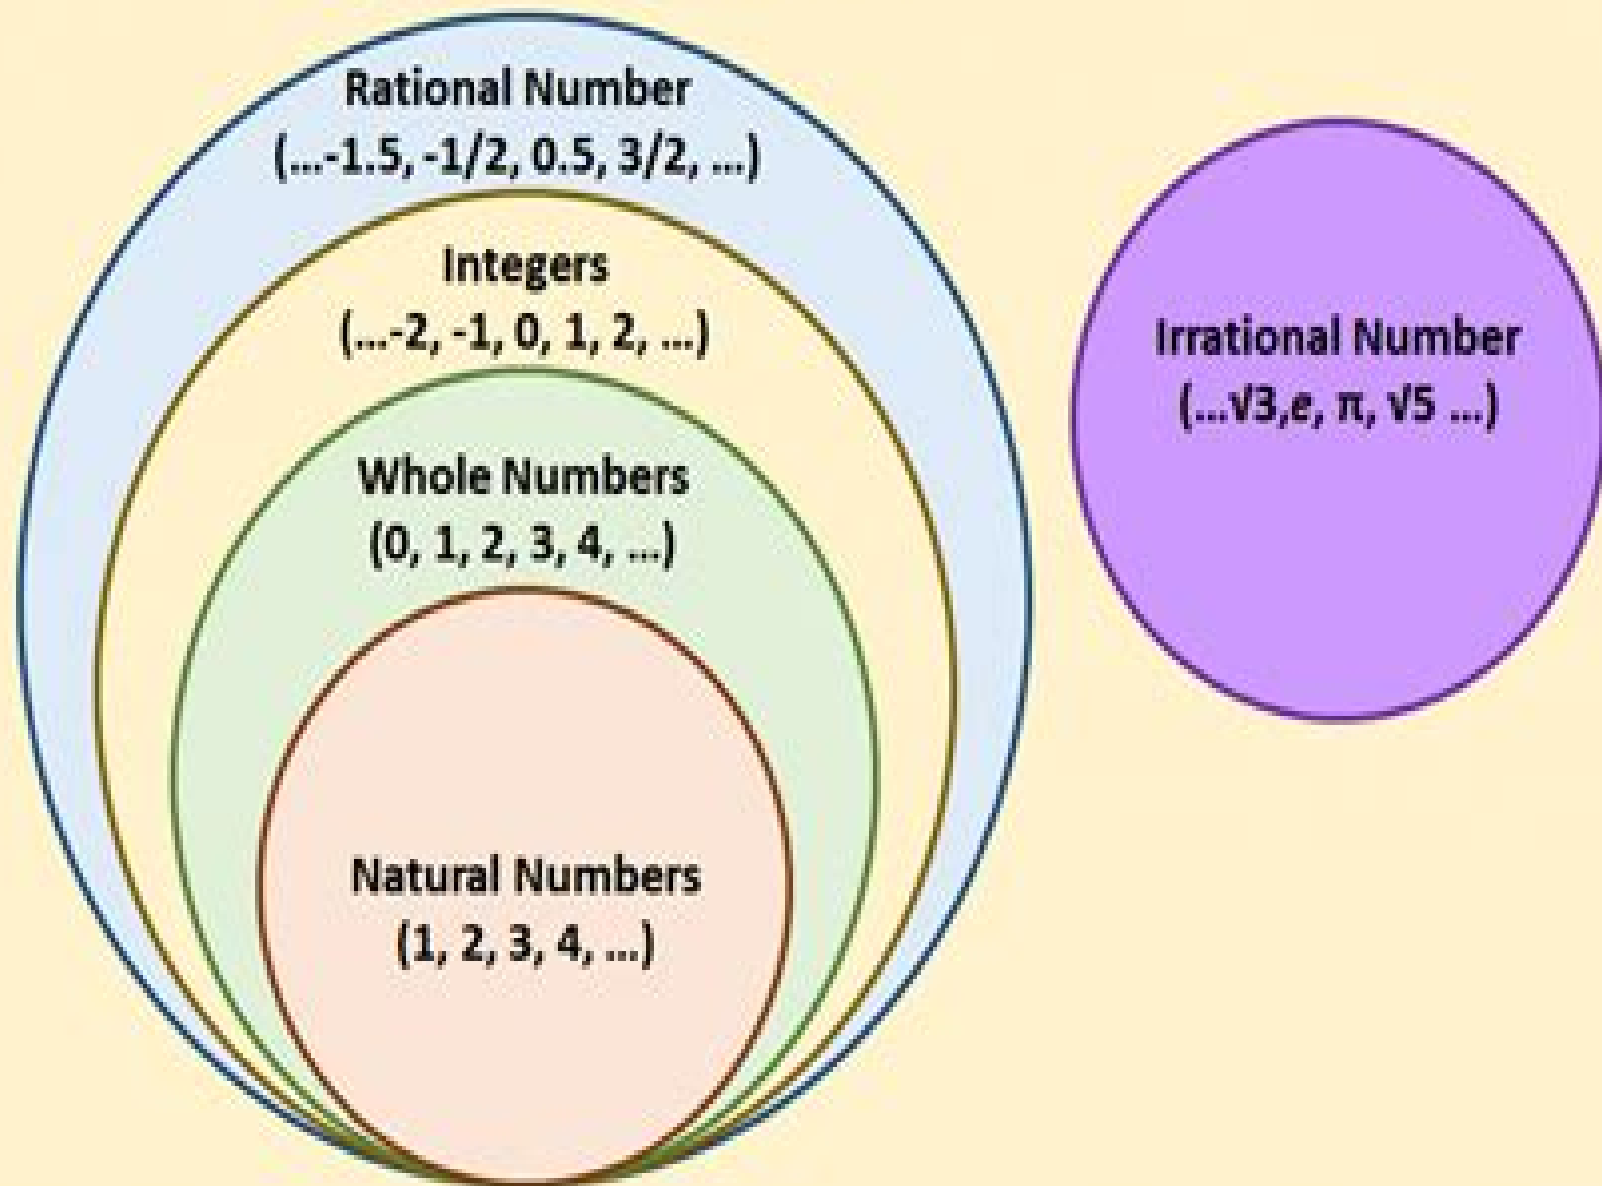 Rational Number
(...-1.5, -1/2, 0.5, 3/2, ...)
Integers
(...-2, -1, 0, 1, 2, ...)
Whole Numbers
(0, 1, 2, 3, 4, ...)
Natural Numbers
(1, 2, 3, 4, ...)
Irrational Number
(...√3,e, π, √5 ...)